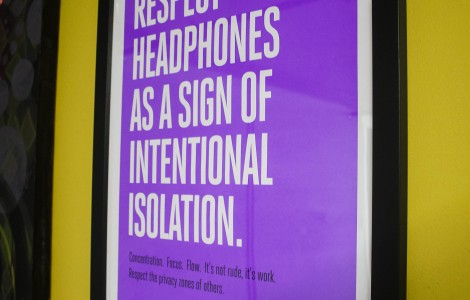 RESPECT
HEADPHONES
AS A SIGN OF
INTENTIONAL
ISOLATION.
Concentration. Focus. Flow. It's not rude, it's work.
Respect the privacy zones of others.